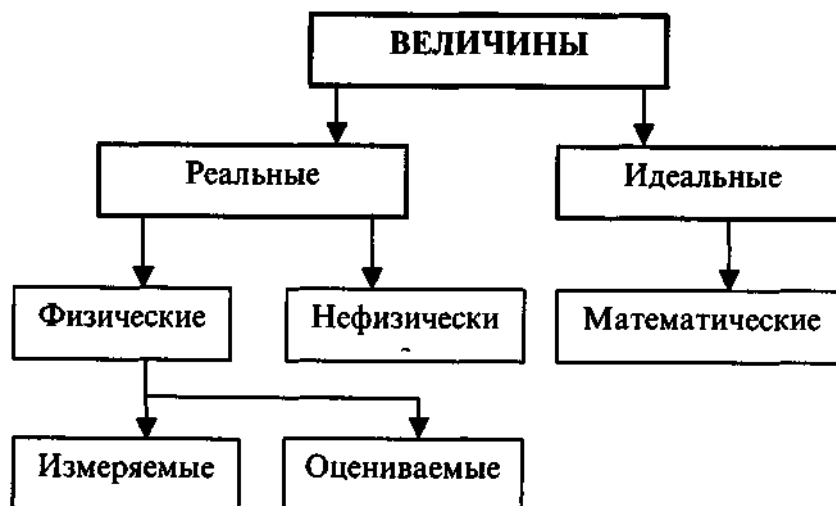 ВЕЛИЧИНЫ
Реальные
Идеальные
Физические
Нефизически
Математические
Измеряемые
Оцениваемые